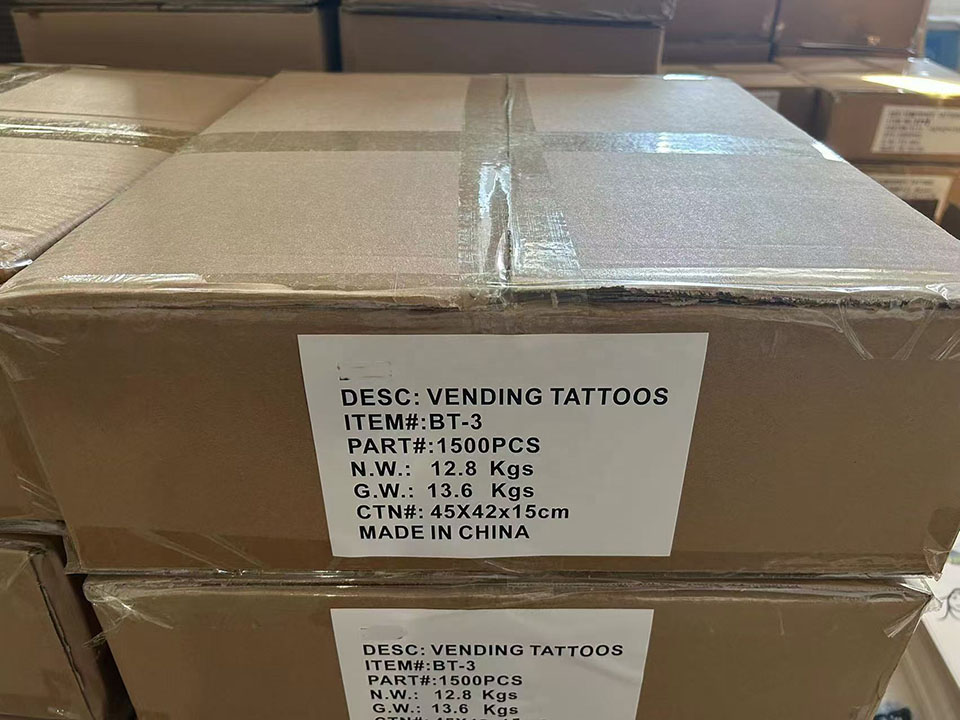 DESC: VENDING TATTOOS
ITEM#:BT-3
PART#:1500PCS
N.W.: 12.8 Kgs
G.W.: 13.6 Kgs
CTN#: 45X42x15cm
MADE IN CHINA
DESC: VENDING TATTOOS
ITEM#:BT-3
PART#:1500PCS
N.W.: 12.8 Kgs
G.W.: 13.6 Kgs